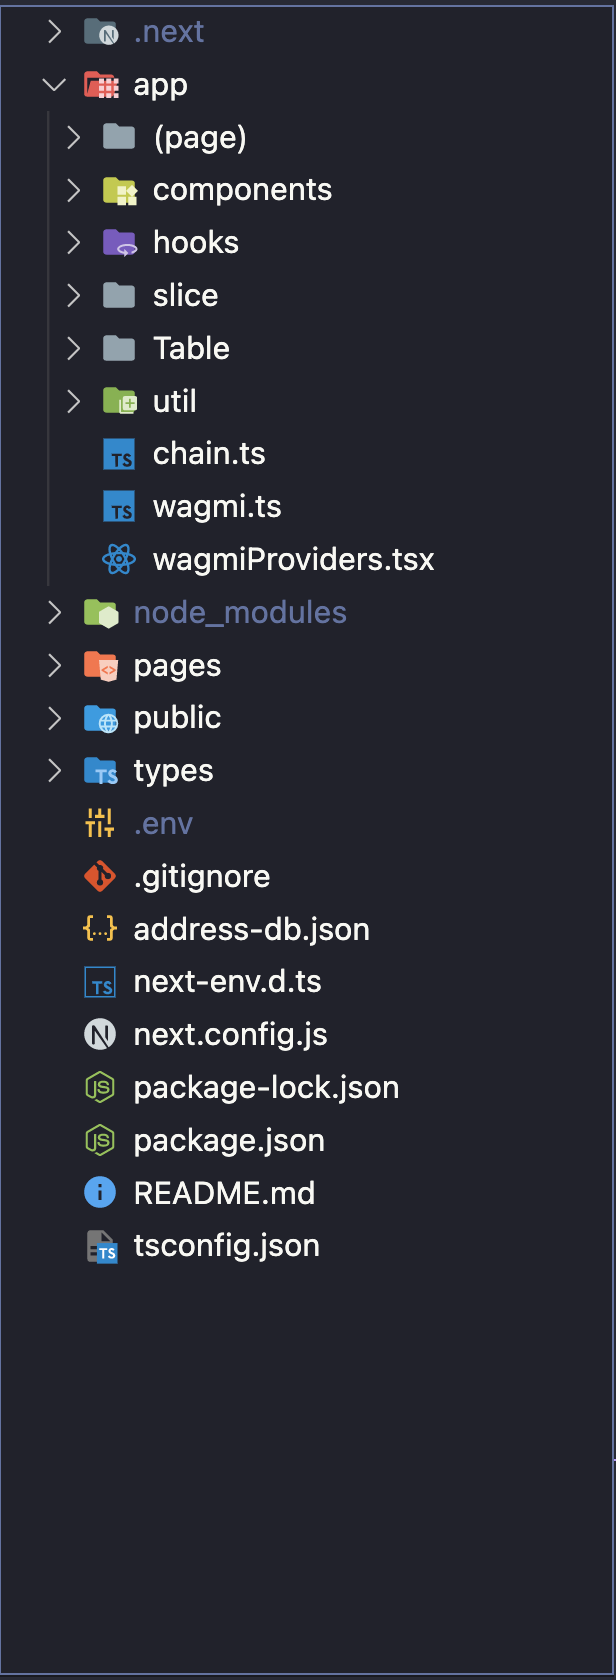 .next
app
(page)
components
hooks
slice
Table
util
chain.ts
wagmi.ts
wagmiProviders.tsx
node_modules
pages
public
types
.env
.gitignore
address-db.json
next-env.d.ts
next.config.js
package-lock.json
package.json
README.md
tsconfig.json